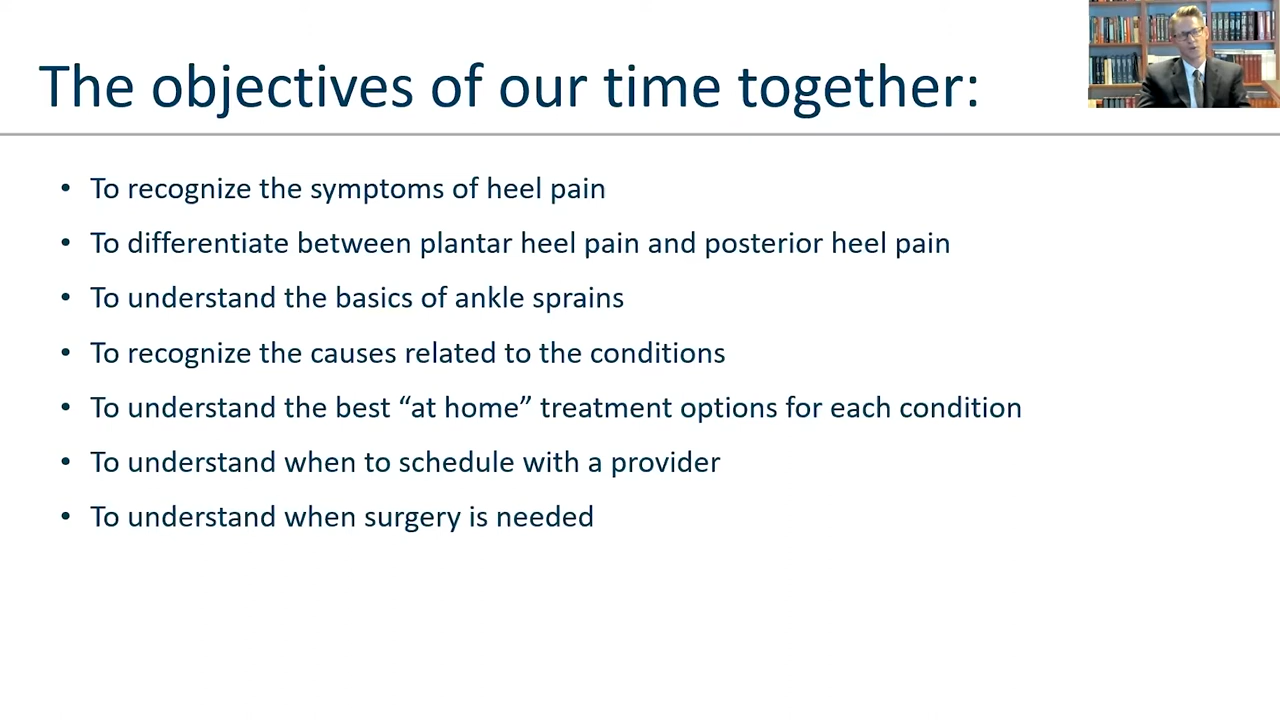 The objectives of our time together:
• To recognize the symptoms of heel pain
• To differentiate between plantar heel pain and posterior heel pain
• To understand the basics of ankle sprains
• To recognize the causes related to the conditions
• To understand the best “at home” treatment options for each condition
• To understand when to schedule with a provider
• To understand when surgery is needed